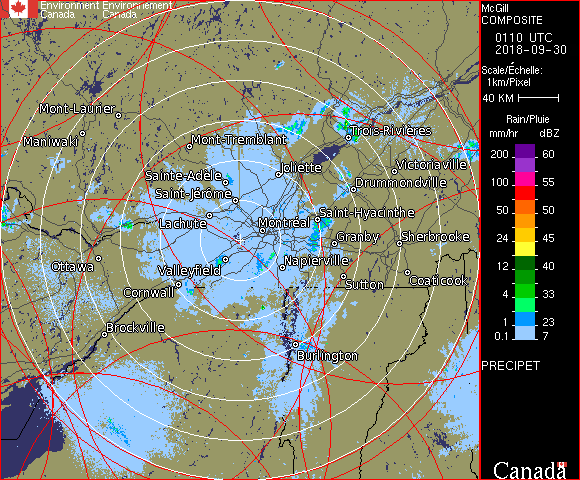 Environment Environnement
Canada Canada
McGill
COMPOSITE
0110 UTC
2018-09-30
Scale/Échelle:
1km/Pixel
40 KM
Rain/Pluie
mm/hr dBZ
200 60
100 55
50 50
24 45
12 40
4 33
1 23
0.1 7
PRECIPET
Canada
Mont-Laurier
Maniwaki
Mont-Tremblant
Trois-Rivières
Joliette
Victoriaville
Sainte-Adèle
Drummondville
Saint-Jérôme
Lachute
Montréal
Saint-Hyacinthe
Granby
Sherbrooke
Ottawa
Valleyfield
Napierville
Cornwall
Sutton
Coaticook
Brockville
Burlington